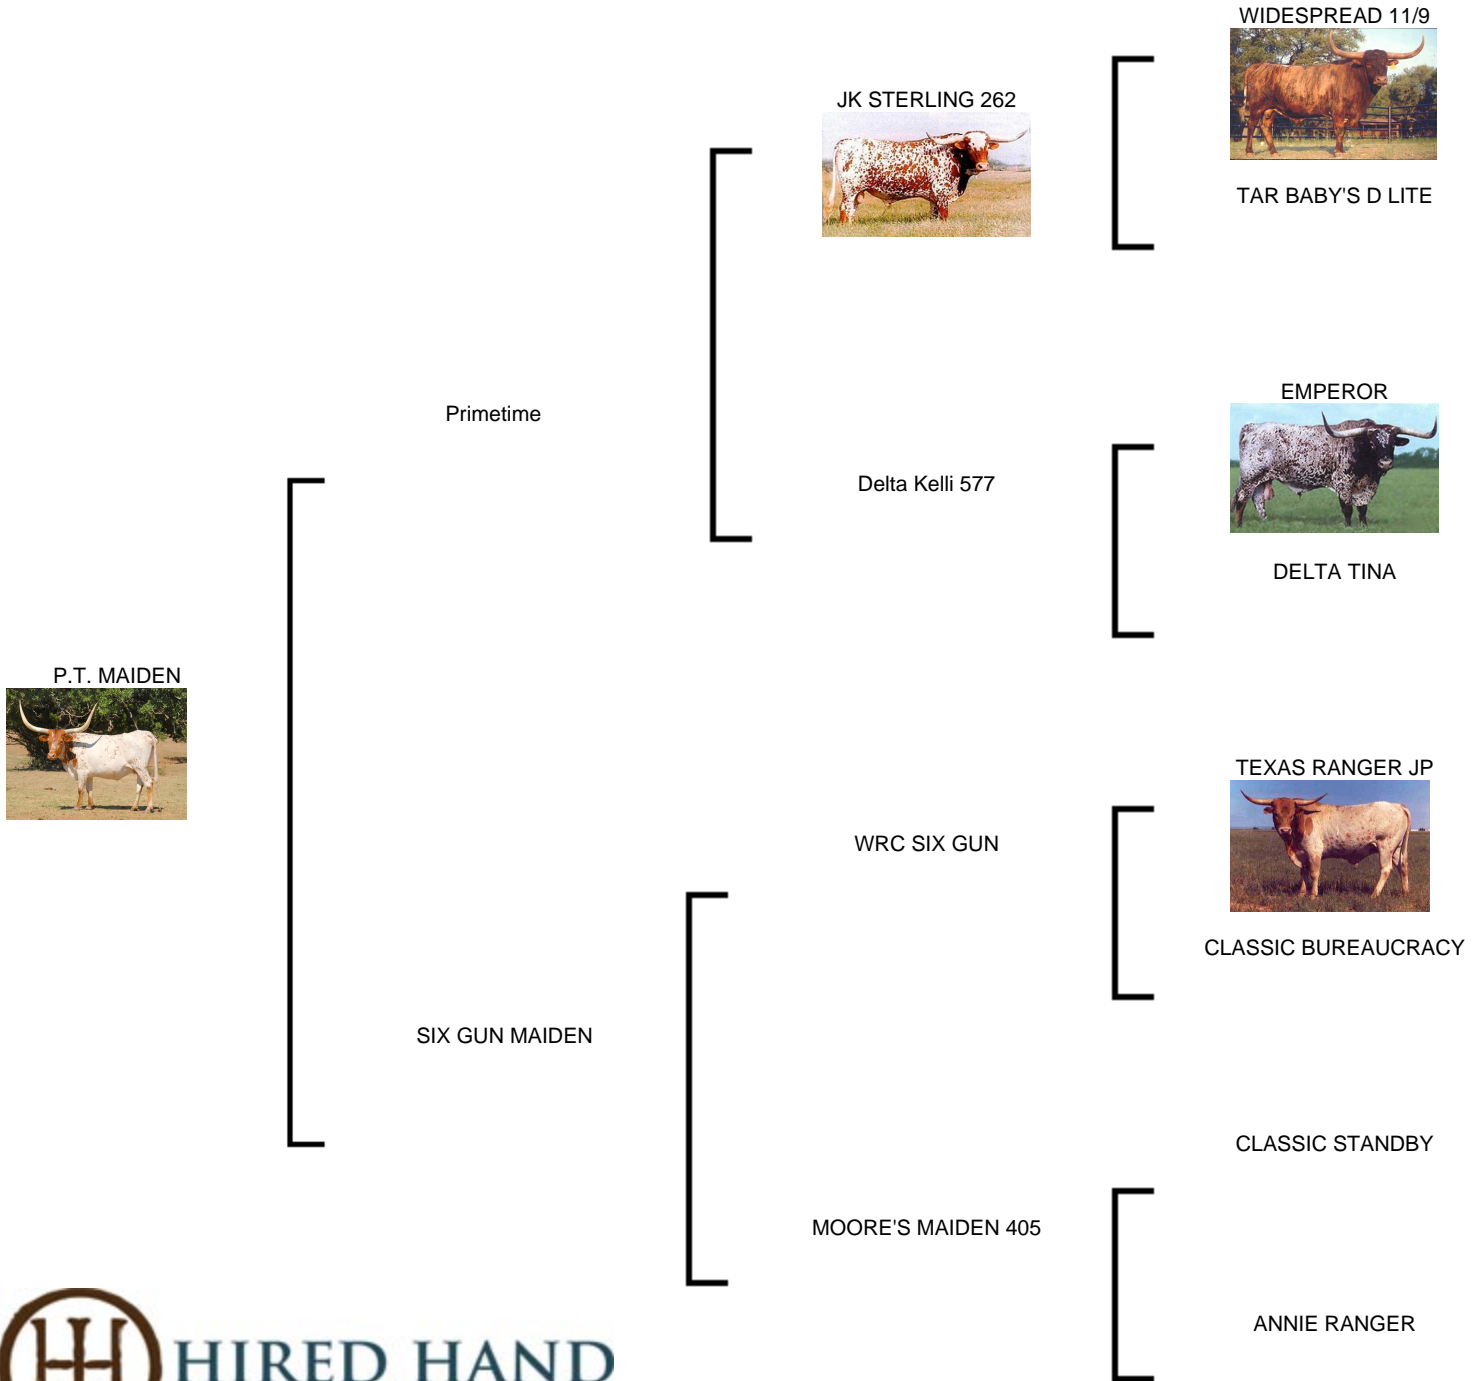 WIDESPREAD 11/9
JK STERLING 262
TAR BABY'S D LITE
Primetime
EMPEROR
Delta Kelli 577
DELTA TINA
P.T. MAIDEN
TEXAS RANGER JP
WRC SIX GUN
CLASSIC BUREAUCRACY
SIX GUN MAIDEN
CLASSIC STANDBY
MOORE'S MAIDEN 405
ANNIE RANGER
HIRED HAND